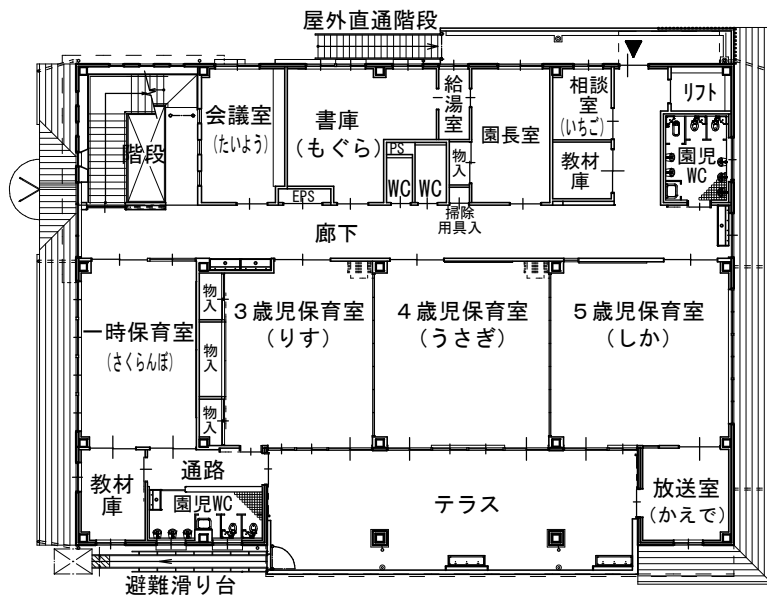 屋外直通階段
会議室
(たいよう)
書庫
(もぐら)
給湯室
園長室
相談室
(いちご)
リフト
階段
PS
WC
WC
物入
教材庫
園児
WC
EPS
掃除
用具入
廊下
一時保育室
(さくらんぼ)
物入
物入
物入
3歳児保育室
(りす)
4歳児保育室
(うさぎ)
5歳児保育室
(しか)
教材庫
通路
園児WC
テラス
放送室
(かえで)
避難滑り台